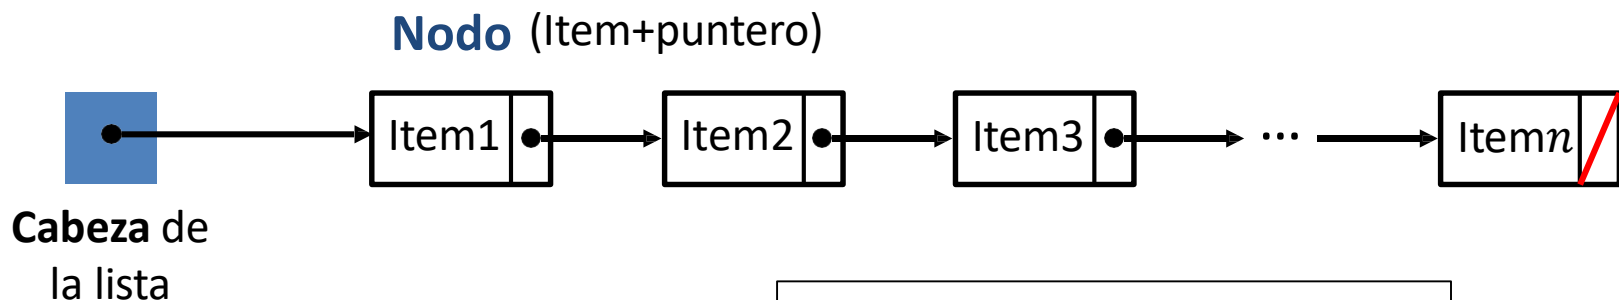 Nodo (Item+puntero)
Item1 Item2 Item3 ... Itemn
Cabeza de
la lista